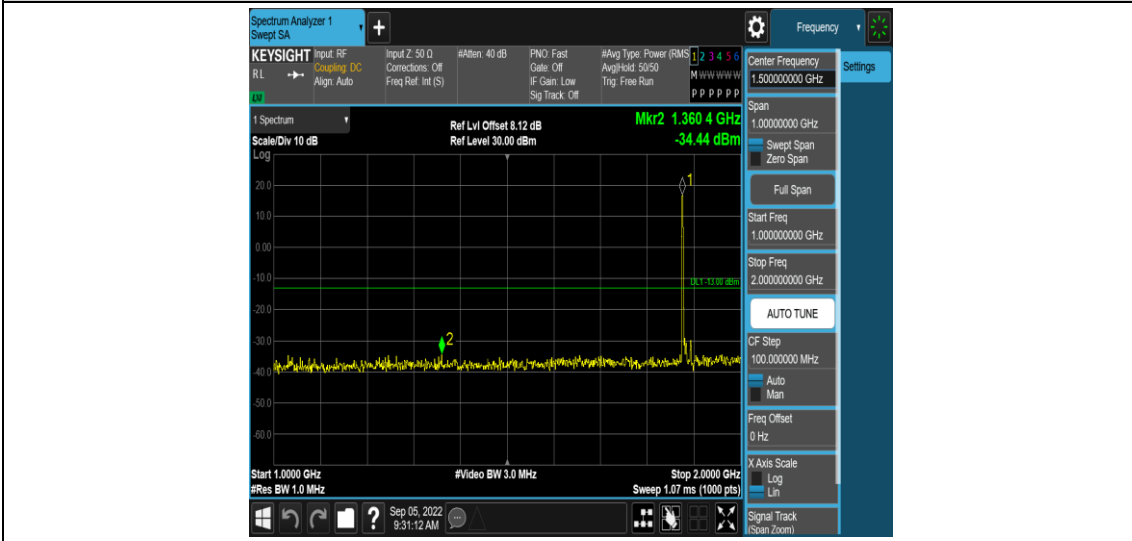 Spectrum Analyzer 1
Swept SA
+
Frequency
KEYSIGHT
RL
LXI
Input: RF
Coupling: DC
Align: Auto
Input Z: 50 Ω
Corrections: Off
Freq Ref: Int (S)
#Atten: 40 dB
PNO: Fast
Gate: Off
IF Gain: Low
Sig Track: Off
#Avg Type: Power (RMS
Avg|Hold: 50/50
Trig: Free Run
1 2 3 4 5 6
M W W W W W
P P P P P P
1 Spectrum
Scale/Div 10 dB
Log
Ref Lvl Offset 8.12 dB
Ref Level 30.00 dBm
Mkr2 1.360 4 GHz
-34.44 dBm
20.0
10.0
0.00
-10.0
-20.0
-30.0
-40.0
-50.0
-60.0
1
DL1 -13.00 dBm
2
Start 1.0000 GHz
#Res BW 1.0 MHz
#Video BW 3.0 MHz
Stop 2.0000 GHz
Sweep 1.07 ms (1000 pts)
Center Frequency
1.500000000 GHz
Settings
Span
1.00000000 GHz
Swept Span
Zero Span
Full Span
Start Freq
1.000000000 GHz
Stop Freq
2.000000000 GHz
AUTO TUNE
CF Step
100.000000 MHz
Auto
Man
Freq Offset
0 Hz
X Axis Scale
Log
Lin
Signal Track
(Span Zoom)
?
Sep 05, 2022
9:31:12 AM